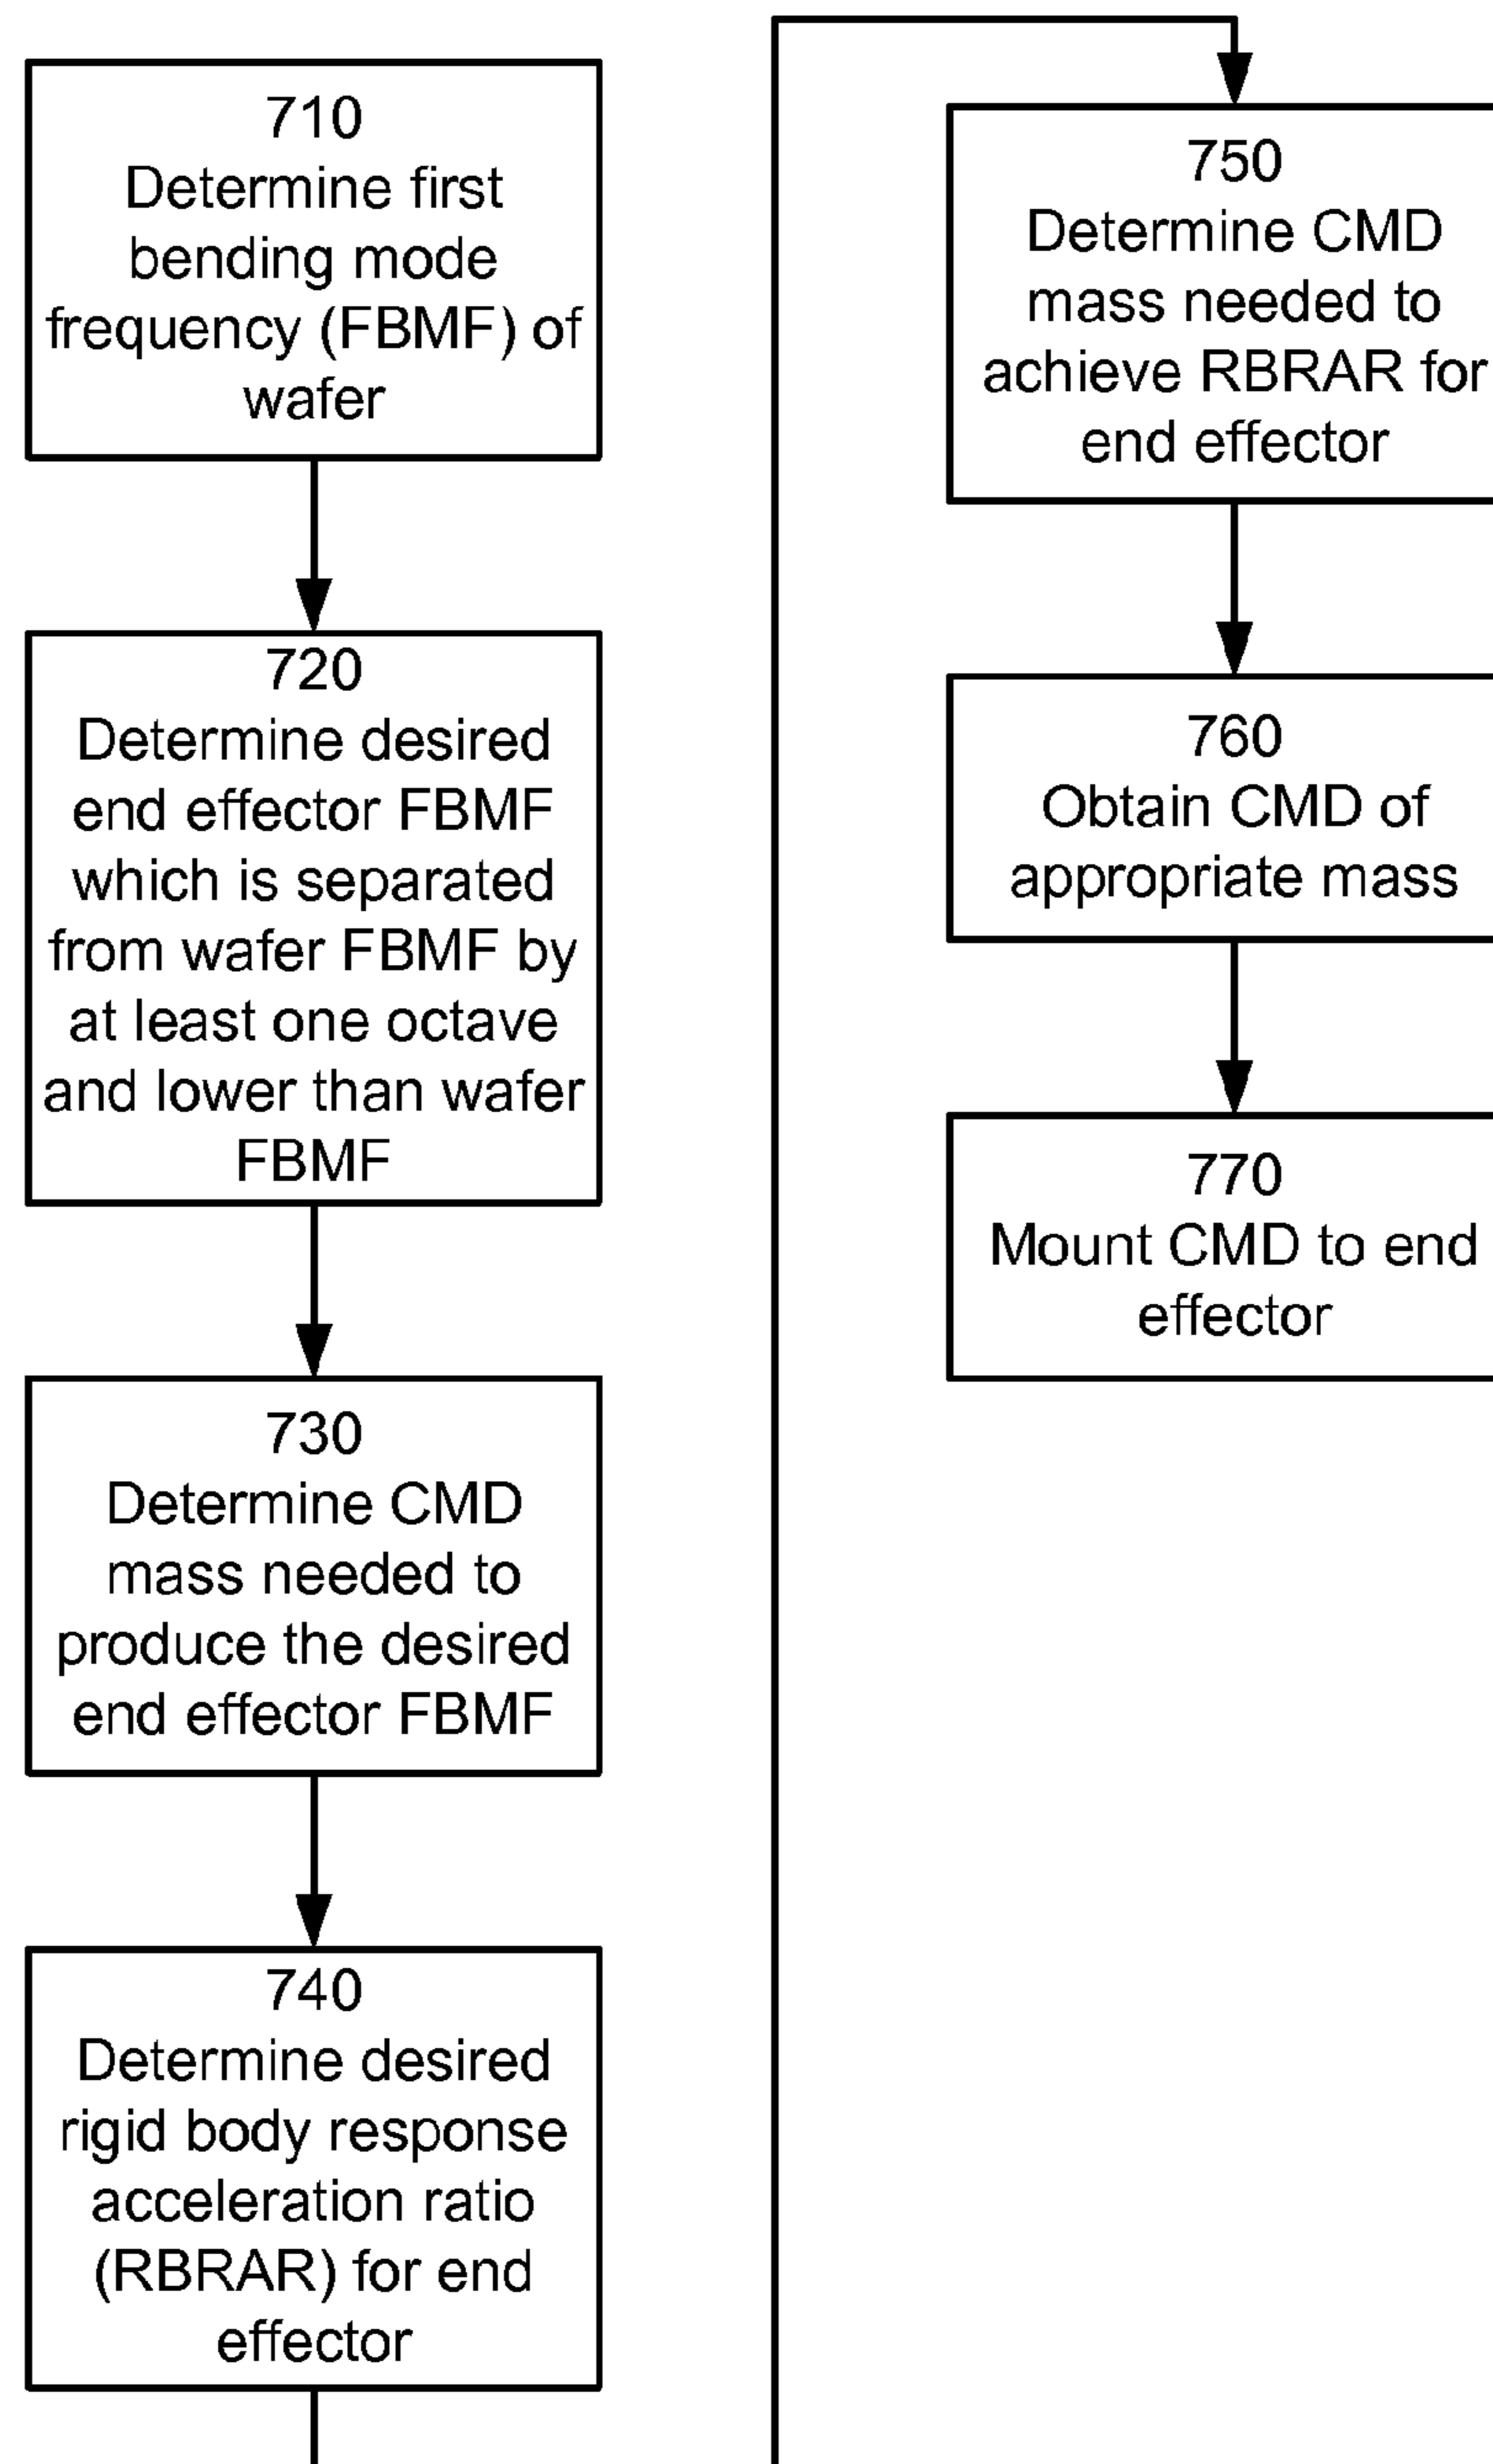 710
Determine first
bending mode
frequency (FBMF) of
wafer
720
Determine desired
end effector FBMF
which is separated
from wafer FBMF by
at least one octave
and lower than wafer
FBMF
730
Determine CMD
mass needed to
produce the desired
end effector FBMF
740
Determine desired
rigid body response
acceleration ratio
(RBRAR) for end
effector
750
Determine CMD
mass needed to
achieve RBRAR for
end effector
760
Obtain CMD of
appropriate mass
770
Mount CMD to end
effector